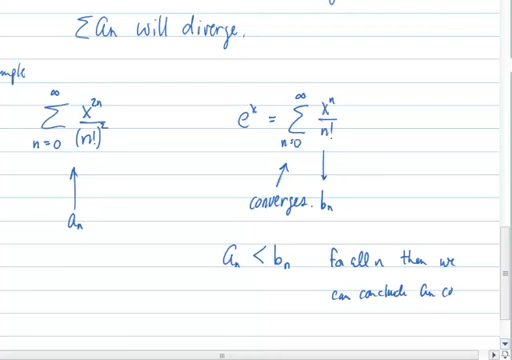 ΣAn will diverge.
mple
∞ Σ n=0 x^2n/(n!)^2
e^x = ∞ Σ n=0 x^n/n!
an
converges. bn
an < bn for all n then we
can conclude an co